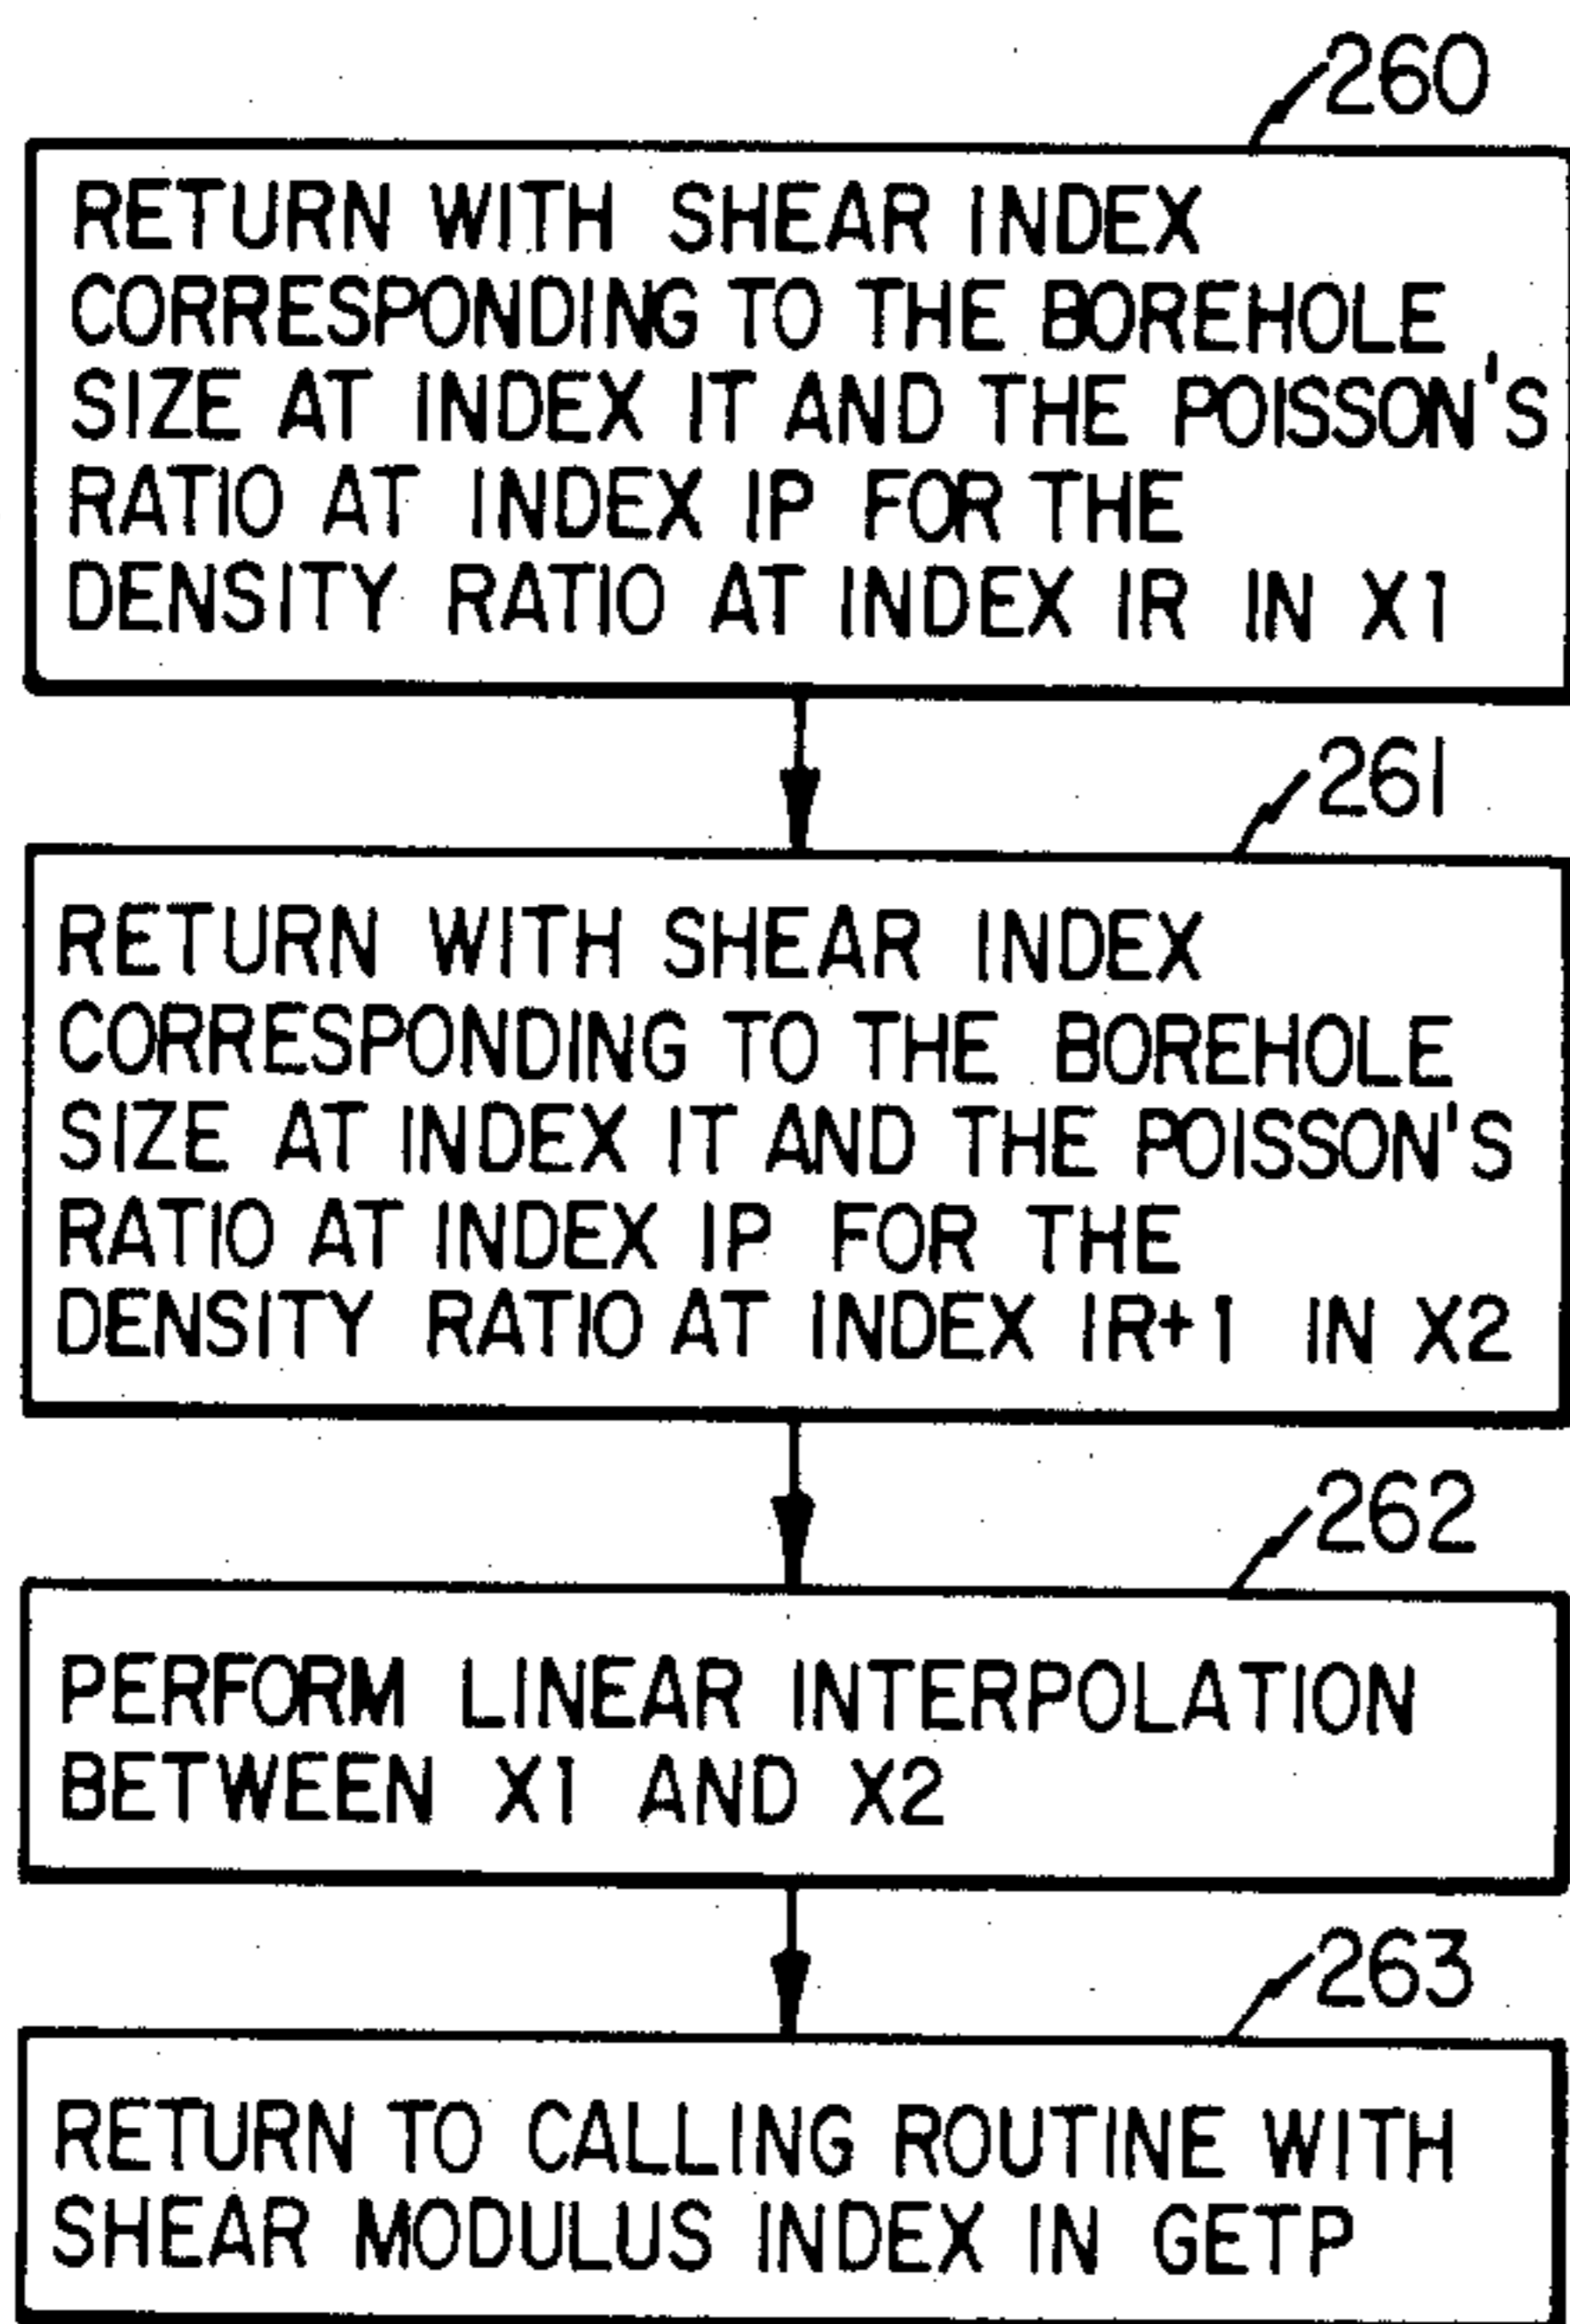 260
RETURN WITH SHEAR INDEX
CORRESPONDING TO THE BOREHOLE
SIZE AT INDEX IT AND THE POISSON'S
RATIO AT INDEX IP FOR THE
DENSITY RATIO AT INDEX IR IN X1
261
RETURN WITH SHEAR INDEX
CORRESPONDING TO THE BOREHOLE
SIZE AT INDEX IT AND THE POISSON'S
RATIO AT INDEX IP FOR THE
DENSITY RATIO AT INDEX IR+1 IN X2
262
PERFORM LINEAR INTERPOLATION
BETWEEN X1 AND X2
263
RETURN TO CALLING ROUTINE WITH
SHEAR MODULUS INDEX IN GETP